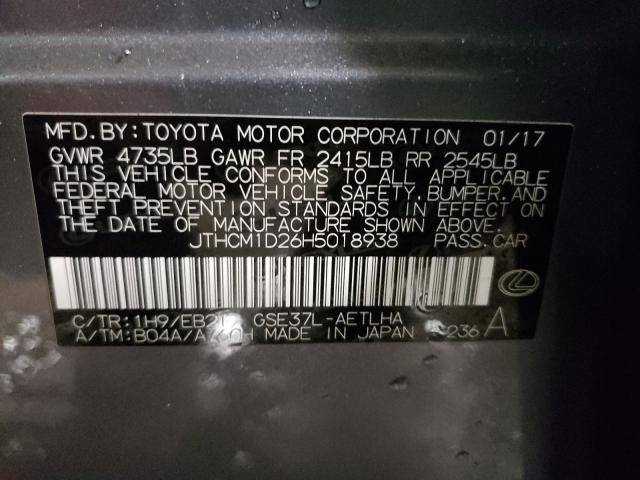 MFD.BY:TOYOTA MOTOR CORPORATION 01/17
GVWR 4735LB GAWR FR 2415LB RR 2545LB
THIS VEHICLE CONFORMS TO ALL APPLICABLE
FEDERAL MOTOR VEHICLE SAFETY,BUMPER,AND
THEFT PREVENTION STANDARDS IN EFFECT ON
THE DATE OF MANUFACTURE SHOWN ABOVE.
JTHCM1D26H5018938 PASS.CAR
C/TR:1H9/EB21 GSE37L-AETLHA
A/TM:B04A/ MADE IN JAPAN A